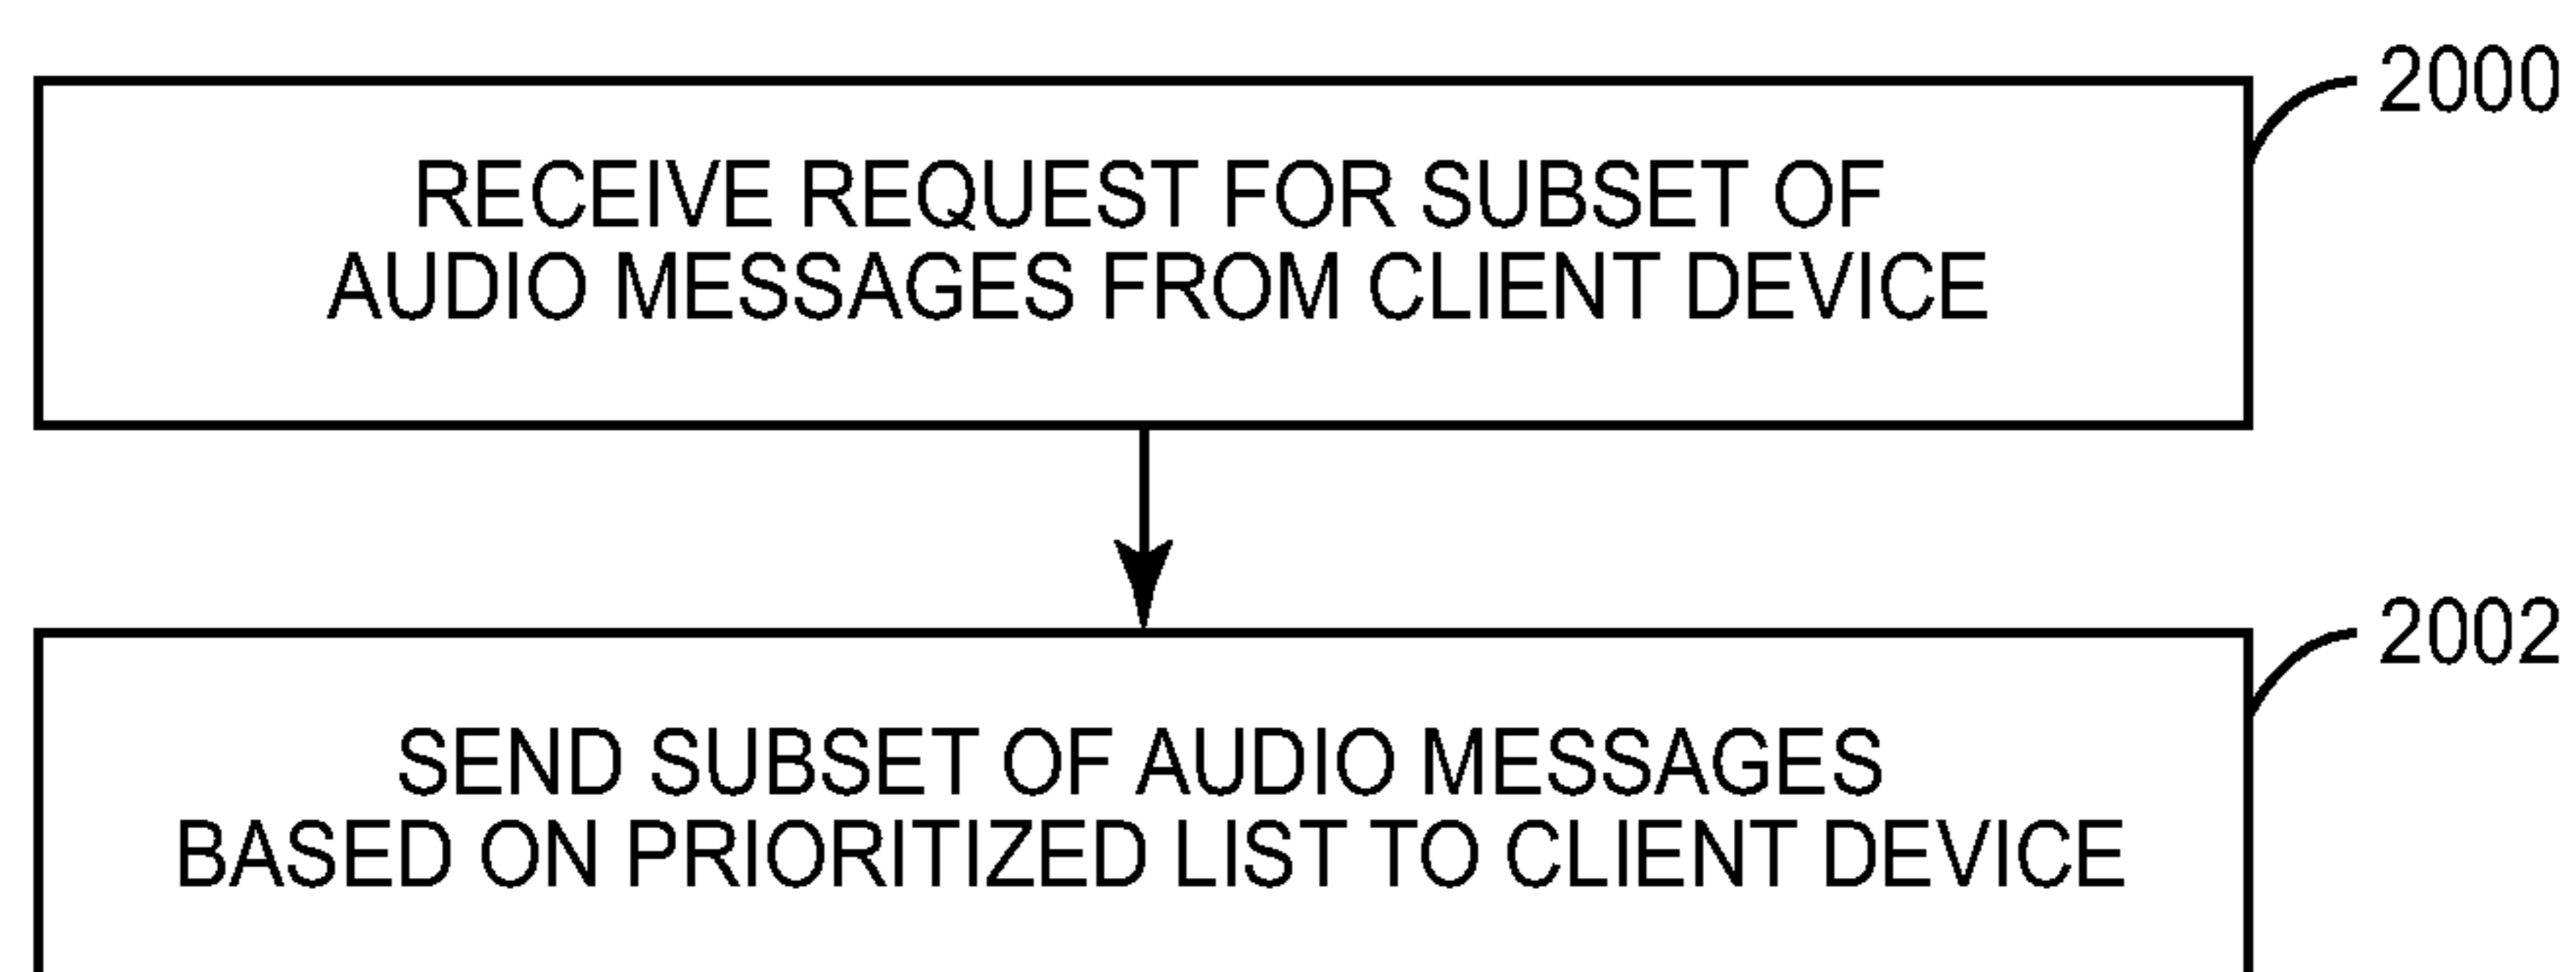 2000
RECEIVE REQUEST FOR SUBSET OF
AUDIO MESSAGES FROM CLIENT DEVICE
2002
SEND SUBSET OF AUDIO MESSAGES
BASED ON PRIORITIZED LIST TO CLIENT DEVICE